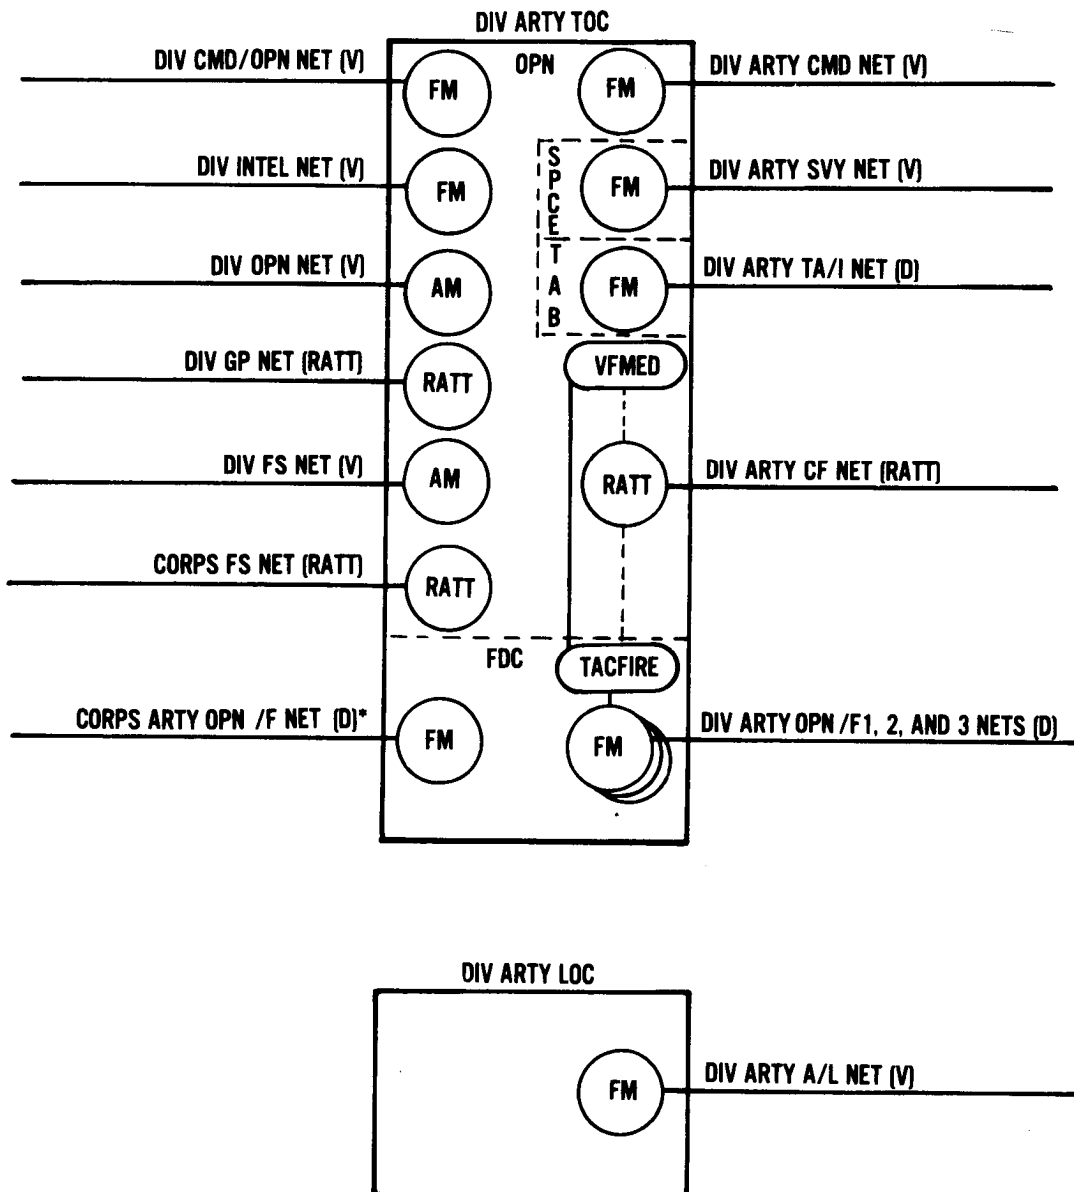 DIV ARTY TOC
DIV CMD/OPN NET (V)
FM
OPN
FM
DIV ARTY CMD NET (V)
DIV INTEL NET (V)
FM
SPCE
FM
DIV ARTY SVY NET (V)
DIV OPN NET (V)
AM
TAB
FM
DIV ARTY TA/I NET (D)
DIV GP NET (RATT)
RATT
VFMED
DIV FS NET (V)
AM
RATT
DIV ARTY CF NET (RATT)
CORPS FS NET (RATT)
RATT
FDC
TACFIRE
CORPS ARTY OPN /F NET (D)*
FM
FM
DIV ARTY OPN /F1, 2, AND 3 NETS (D)
DIV ARTY LOC
FM
DIV ARTY A/L NET (V)